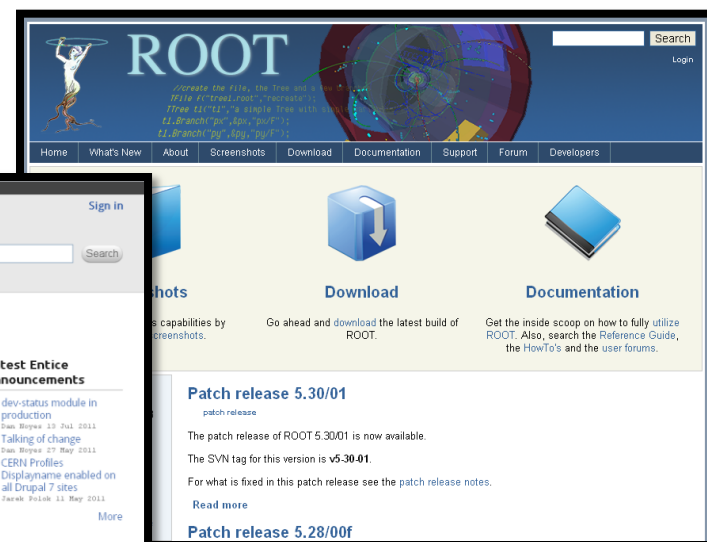 ROOT
Search
Login
//create the file, the Tree and a few br
TFile f("tree1.root","recreate");
TTree t1("t1","a simple Tree with simple
t1.Branch("px",&px,"px/F");
t1.Branch("py",&py,"py/F");
Home What's New About Screenshots Download Documentation Support Forum Developers
shots
s capabilities by
creenshots.
Download
Go ahead and download the latest build of
ROOT.
Documentation
Get the inside scoop on how to fully utilize
ROOT. Also, search the Reference Guide,
the HowTo's and the user forums.
Patch release 5.30/01
patch release
The patch release of ROOT 5.30/01 is now available.
The SVN tag for this version is v5-30-01.
For what is fixed in this patch release see the patch release notes.
Read more
Patch release 5.28/00f
Sign in
Search
test Entice
nouncements
dev-status module in
production
Dan Noyes 13 Jul 2011
Talking of change
Dan Noyes 27 May 2011
CERN Profiles
Displayname enabled on
all Drupal 7 sites
Jarek Polok 11 May 2011
More